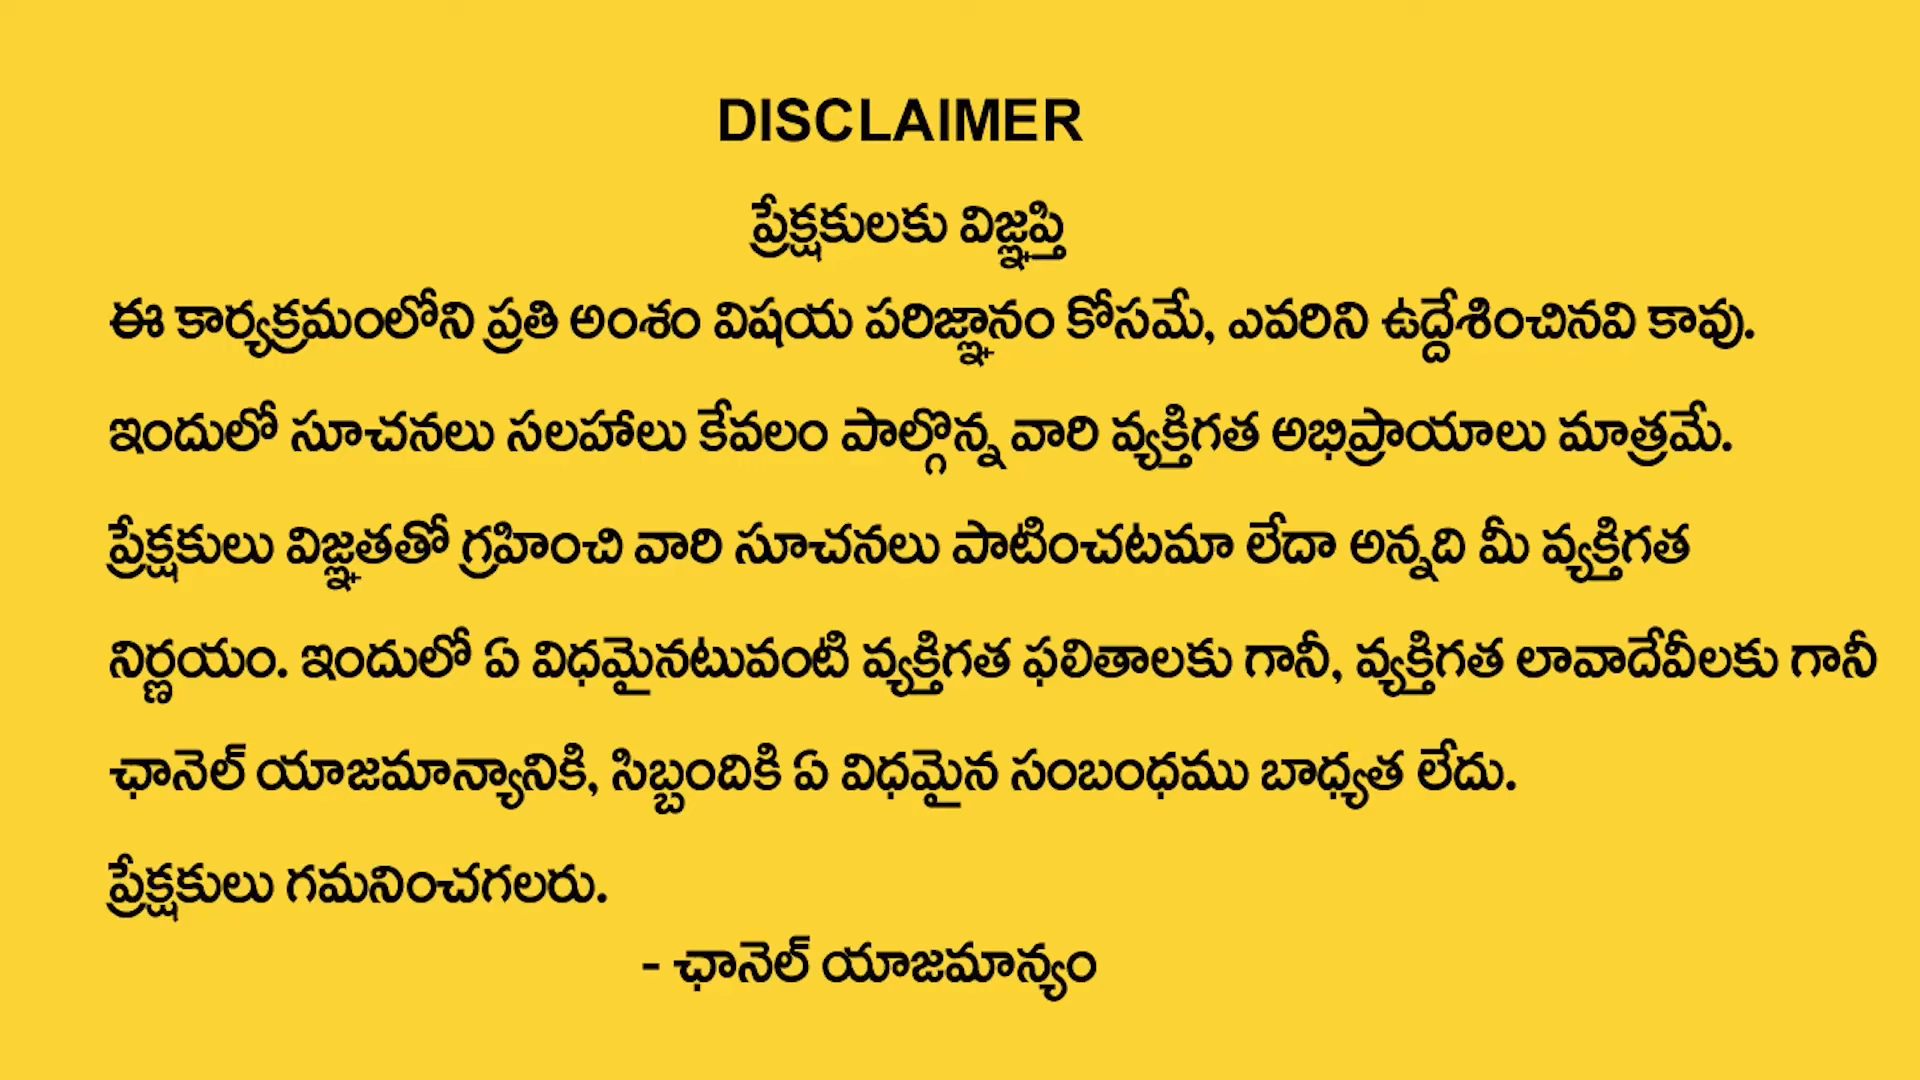 DISCLAIMER
ప్రేక్షకులకు విజ్ఞప్తి
ఈ కార్యక్రమంలోని ప్రతి అంశం విషయ పరిజ్ఞానం కోసమే, ఎవరిని ఉద్దేశించినవి కావు.
ఇందులో సూచనలు సలహాలు కేవలం పాల్గొన్న వారి వ్యక్తిగత అభిప్రాయాలు మాత్రమే.
ప్రేక్షకులు విజ్ఞతతో గ్రహించి వారి సూచనలు పాటించటమా లేదా అన్నది మీ వ్యక్తిగత
నిర్ణయం. ఇందులో ఏ విధమైనటువంటి వ్యక్తిగత ఫలితాలకు గానీ, వ్యక్తిగత లావాదేవీలకు గానీ
ఛానెల్ యాజమాన్యానికి, సిబ్బందికి ఏ విధమైన సంబంధము బాధ్యత లేదు.
ప్రేక్షకులు గమనించగలరు.
- ఛానెల్ యాజమాన్యం